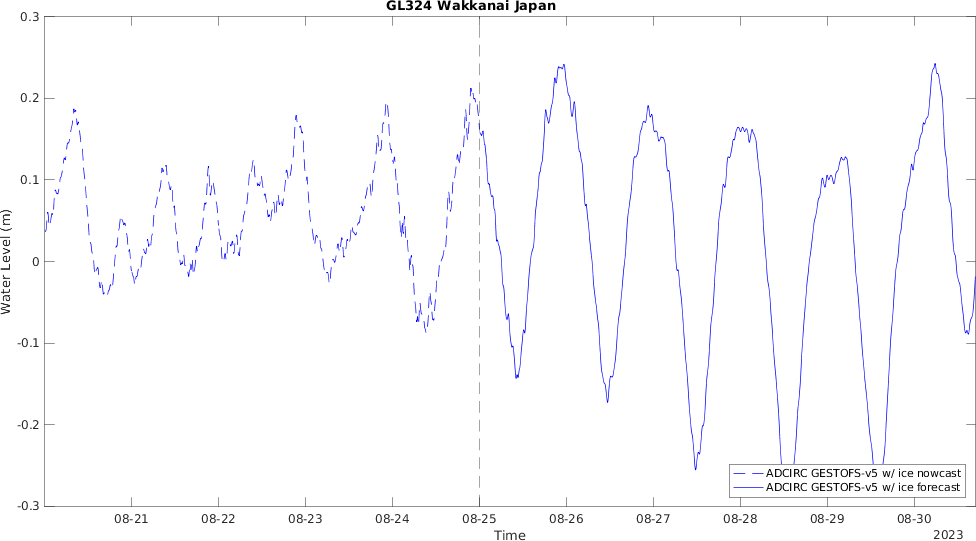 GL324 Wakkanai Japan
0.3
0.2
0.1
0
-0.1
-0.2
-0.3
Water Level (m)
ADCIRC GESTOFS-v5 w/ ice nowcast
ADCIRC GESTOFS-v5 w/ ice forecast
08-21 08-22 08-23 08-24 08-25 08-26 08-27 08-28 08-29 08-30
Time
2023